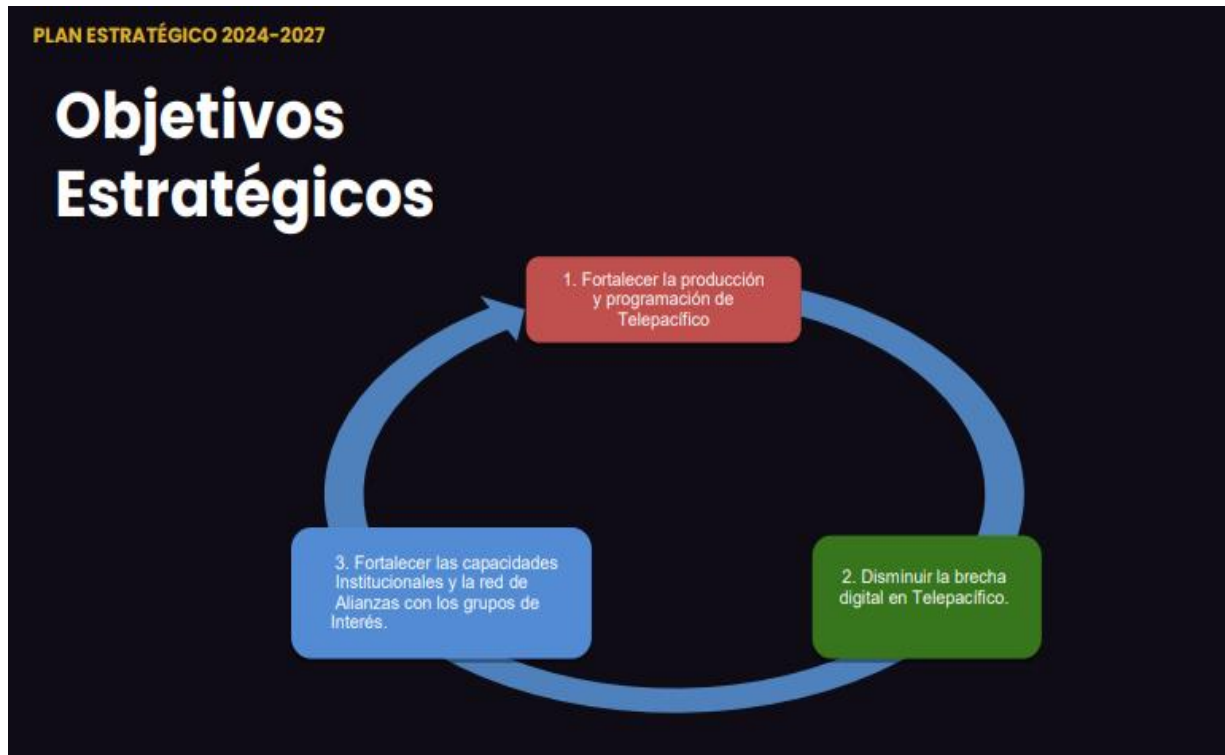 PLAN ESTRATÉGICO 2024-2027
Objetivos
Estratégicos
1. Fortalecer la producción
y programación de
Telepacífico
2. Disminuir la brecha
digital en Telepacífico.
3. Fortalecer las capacidades
Institucionales y la red de
Alianzas con los grupos de
Interés.